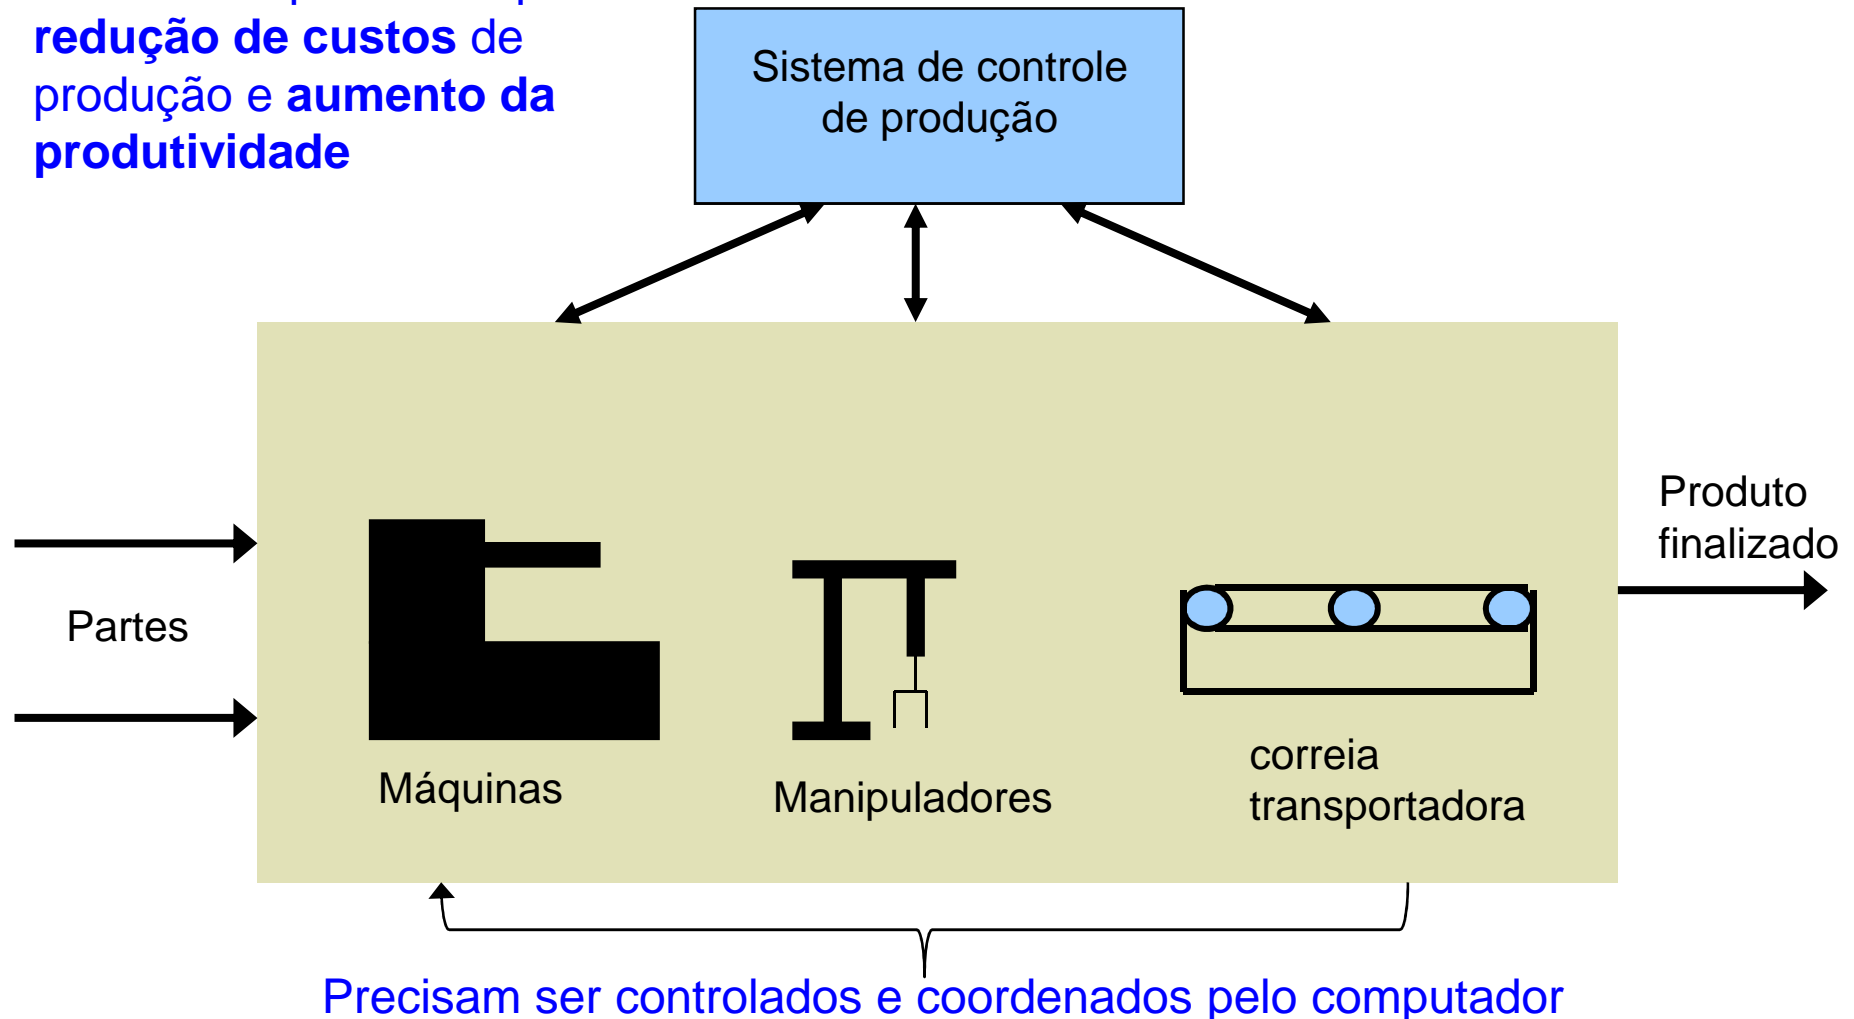 redução de custos de
produção e aumento da
produtividade
Sistema de controle
de produção
Produto
finalizado
Partes
Máquinas
Manipuladores
correia
transportadora
Precisam ser controlados e coordenados pelo computador